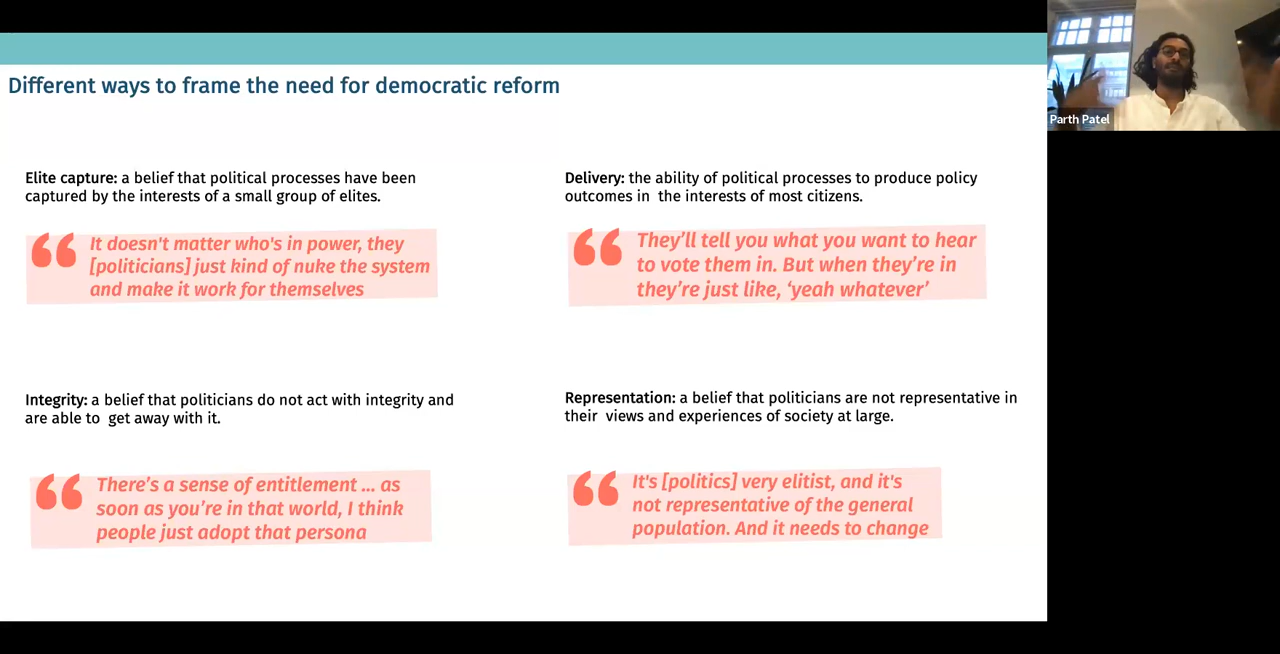 Different ways to frame the need for democratic reform
Parth Patel
Elite capture: a belief that political processes have been
captured by the interests of a small group of elites.
It doesn't matter who's in power, they
[politicians] just kind of nuke the system
and make it work for themselves
Delivery: the ability of political processes to produce policy
outcomes in  the interests of most citizens.
They’ll tell you what you want to hear
to vote them in. But when they’re in
they’re just like, ‘yeah whatever’
Integrity: a belief that politicians do not act with integrity and
are able to  get away with it.
There’s a sense of entitlement ... as
soon as you’re in that world, I think
people just adopt that persona
Representation: a belief that politicians are not representative in
their  views and experiences of society at large.
It's [politics] very elitist, and it's
not representative of the general
population. And it needs to change